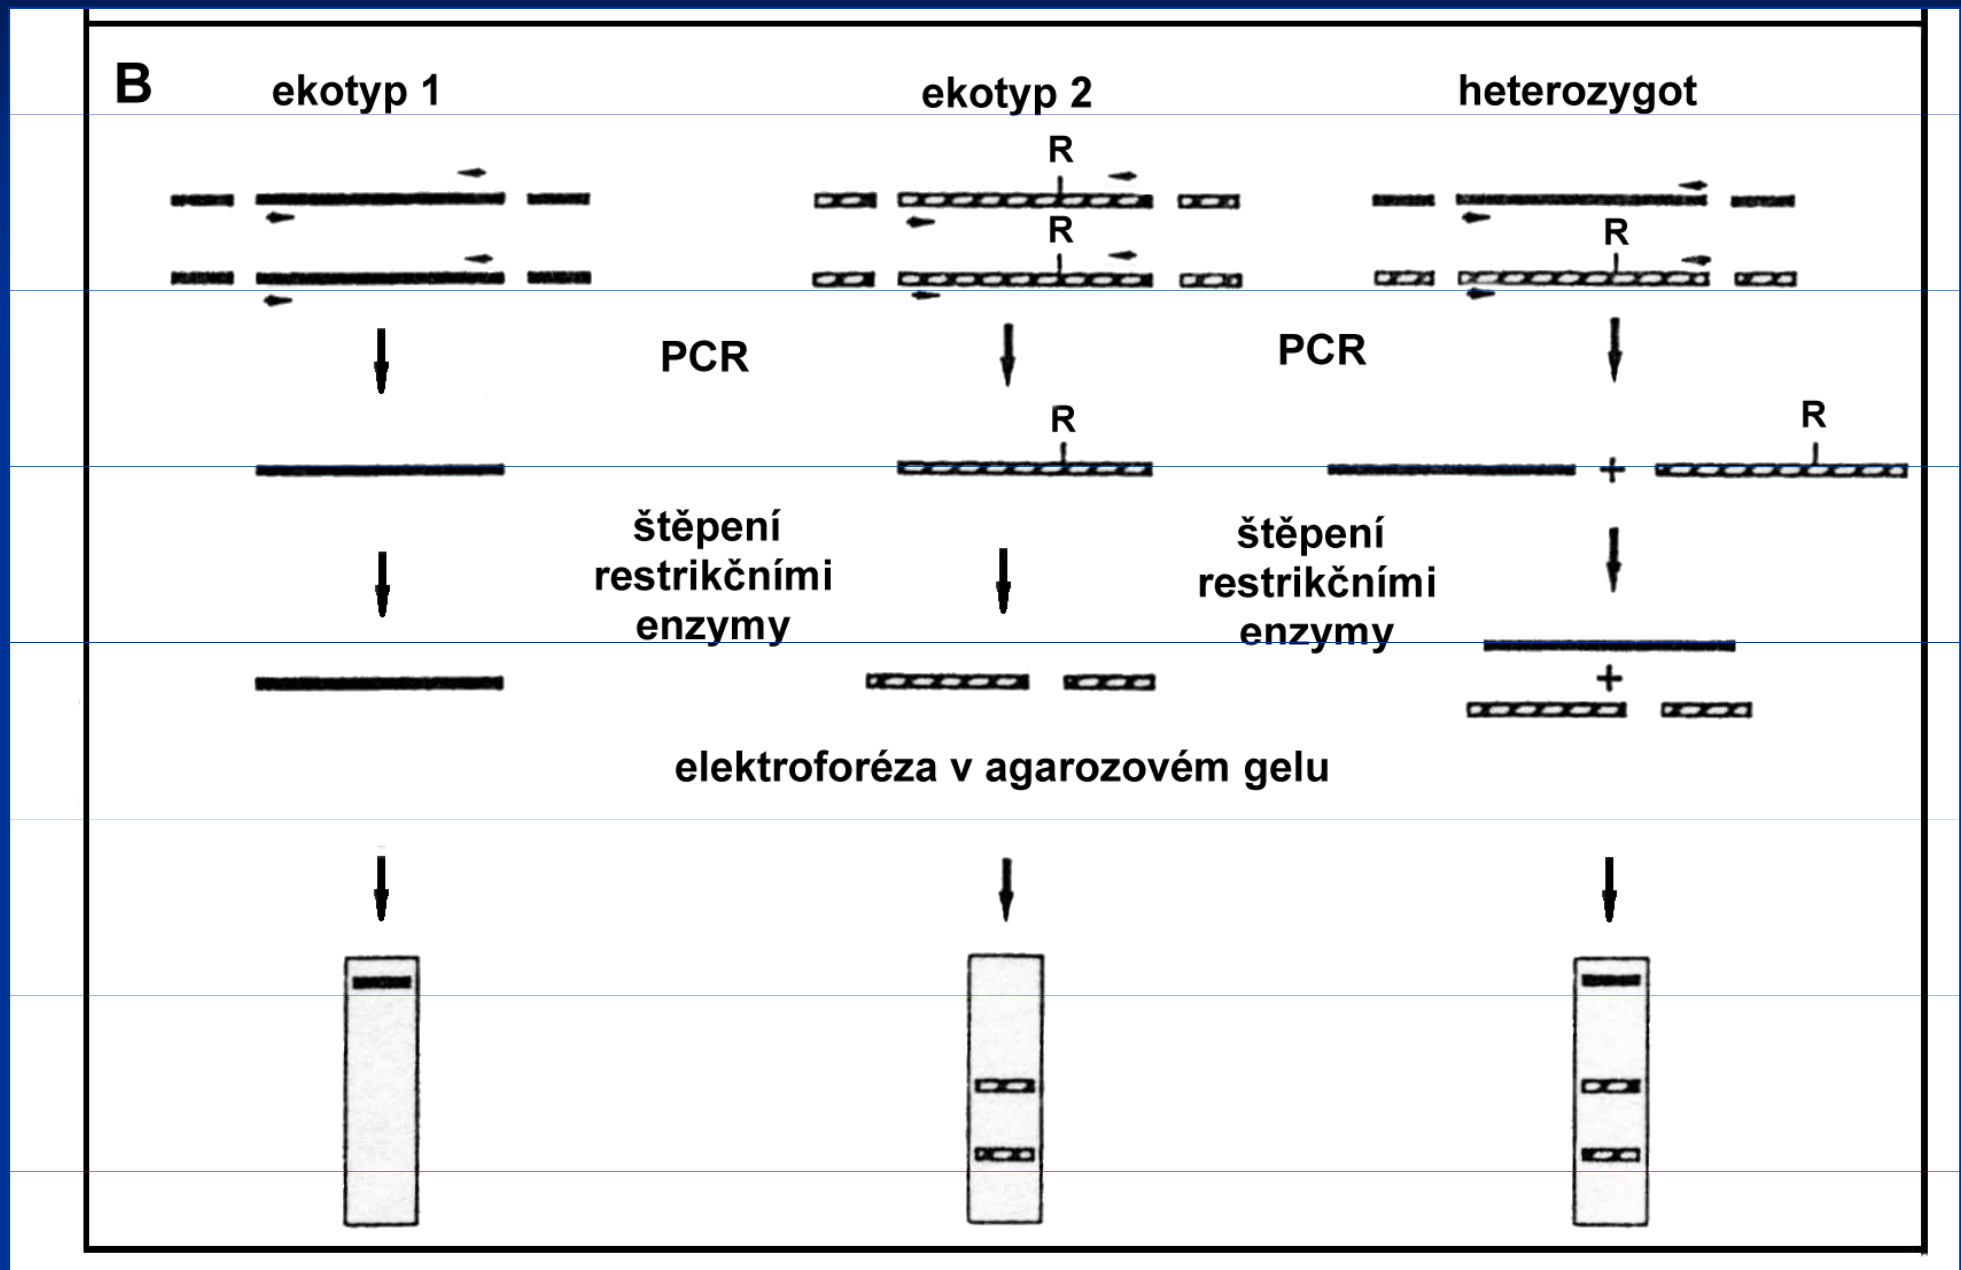 B
ekotyp 1
ekotyp 2
heterozygot
R
R
R
PCR
PCR
R
R
+
štěpení
restrikčními
enzymy
štěpení
restrikčními
enzymy
+
elektroforéza v agarozovém gelu